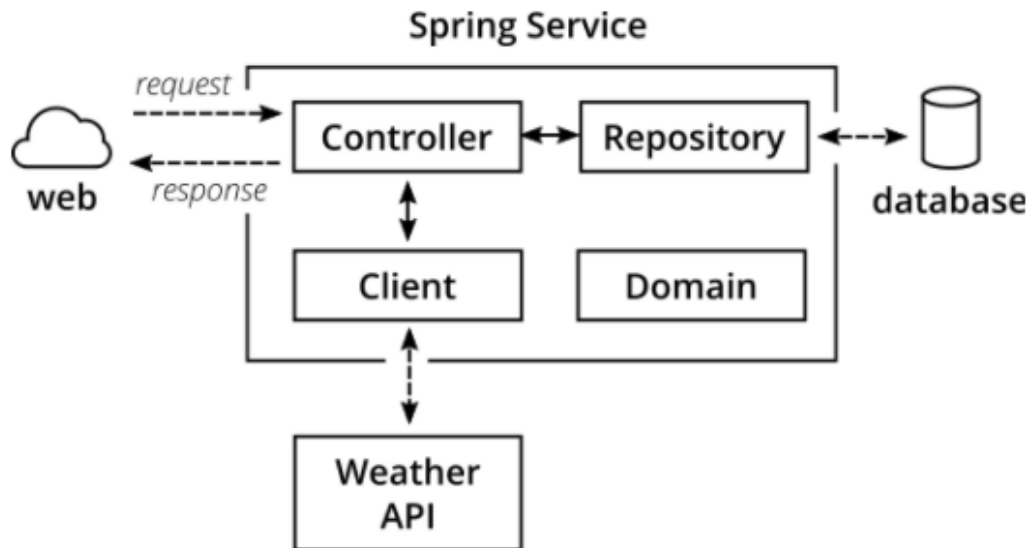 Spring Service
request
Controller
Repository
response
web
database
Client
Domain
Weather
API